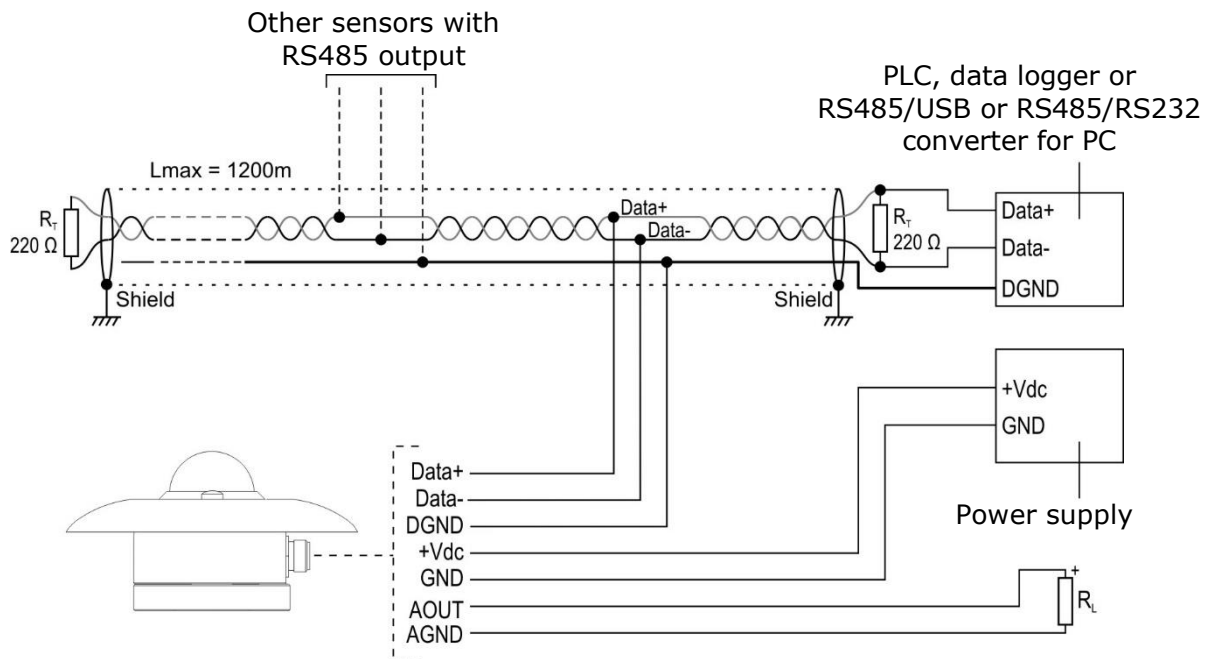 Other sensors with
RS485 output
PLC, data logger or
RS485/USB or RS485/RS232
converter for PC
Lmax = 1200m
RT
220 Ω
Data+
Data-
RT
220 Ω
Data+
Data-
DGND
Shield
Shield
+Vdc
GND
Power supply
Data+
Data-
DGND
+Vdc
GND
AOUT
AGND
+
RL